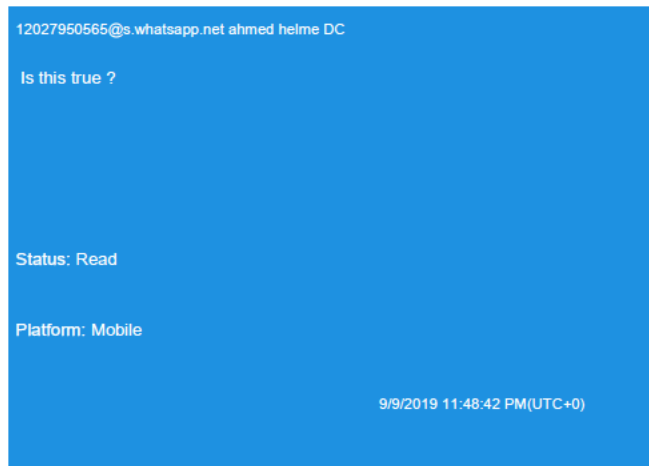 12027950565@s.whatsapp.net ahmed helme DC
Is this true ?
Status: Read
Platform: Mobile
9/9/2019 11:48:42 PM(UTC+0)